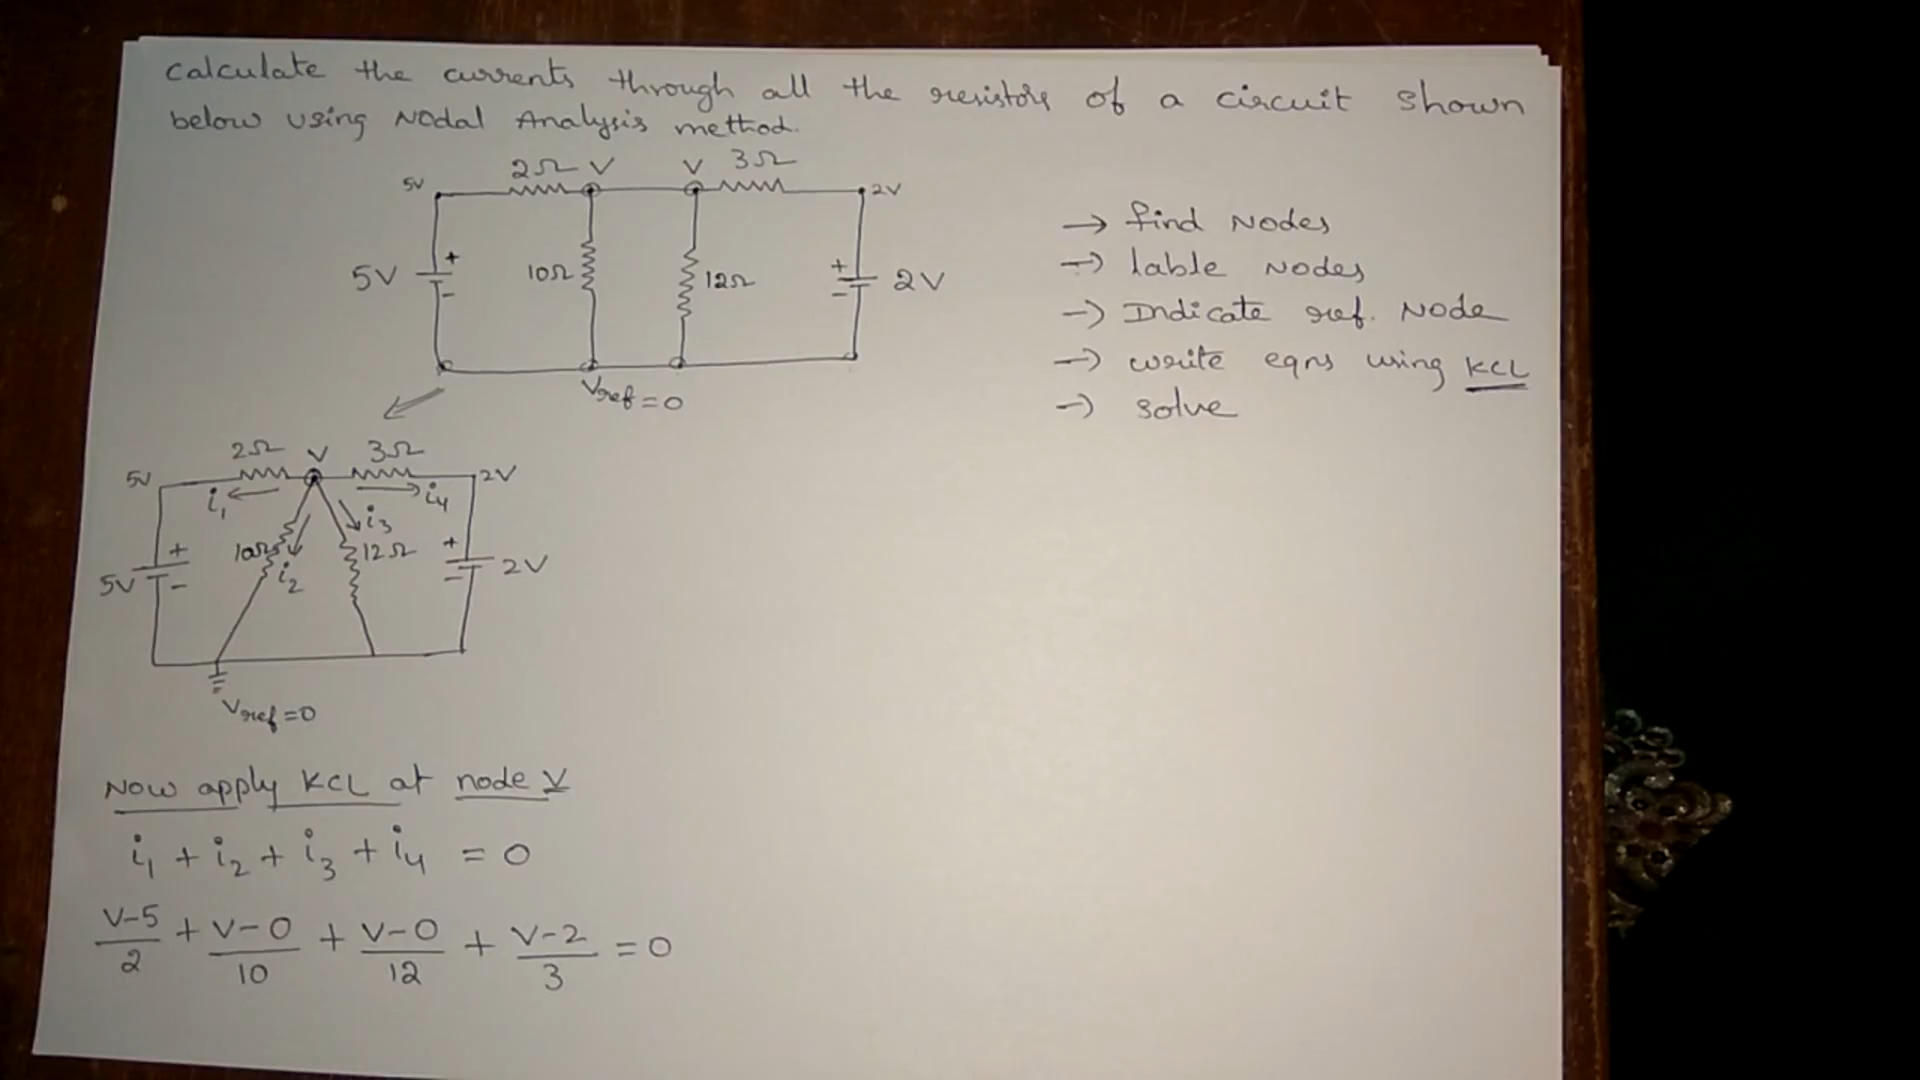 calculate the currents through all the resistors of a circuit shown
below using Nodal Analysis method.
2Ω V V 3Ω
5V 2V
5V + - 10Ω 12Ω + - 2V
Vref = 0
→ find Nodes
→ lable Nodes
→ Indicate ref. Node
→ write eqns using KCL
→ solve
2Ω V 3Ω
5V 2V
i₁ i₄
i₃
10Ω 12Ω
i₂
5V + - + - 2V
Vref = 0
Now apply KCL at node V
i₁ + i₂ + i₃ + i₄ = 0
V-5/2 + V-0/10 + V-0/12 + V-2/3 = 0